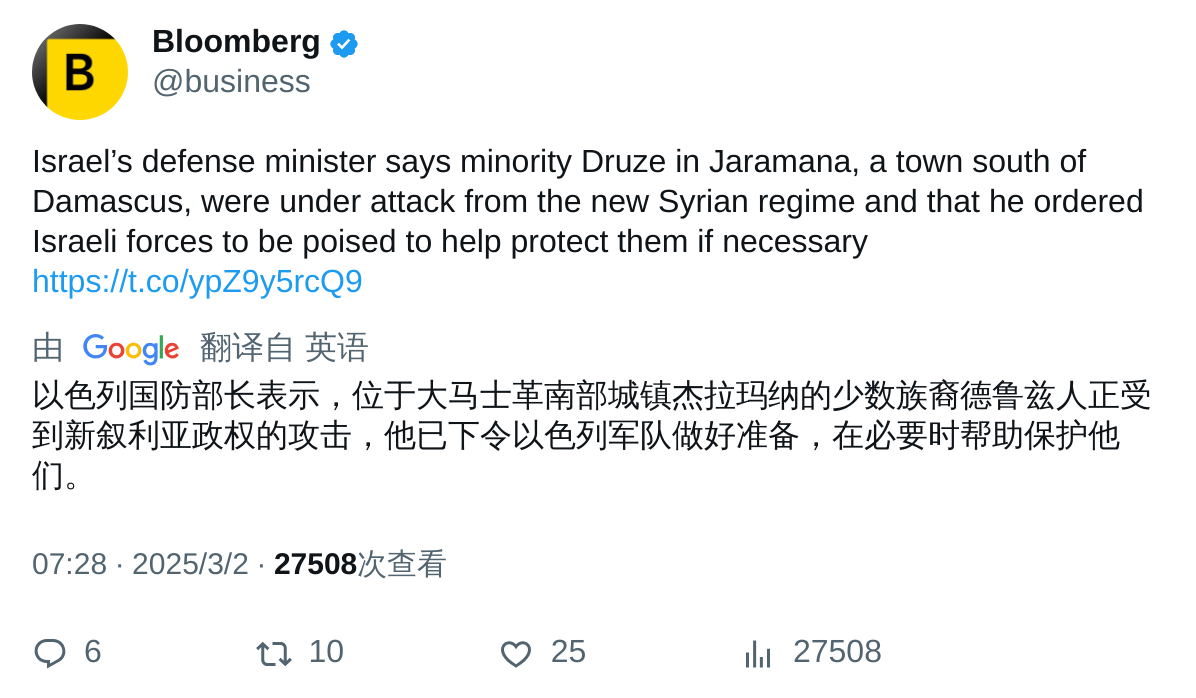 B
Bloomberg
@business
Israel’s defense minister says minority Druze in Jaramana, a town south of
Damascus, were under attack from the new Syrian regime and that he ordered
Israeli forces to be poised to help protect them if necessary
https://t.co/ypZ9y5rcQ9
由 Google 翻译自 英语
以色列国防部长表示，位于大马士革南部城镇杰拉玛纳的少数族裔德鲁兹人正受
到新叙利亚政权的攻击，他已下令以色列军队做好准备，在必要时帮助保护他
们。
07:28 · 2025/3/2 · 27508次查看
6 10 25 27508